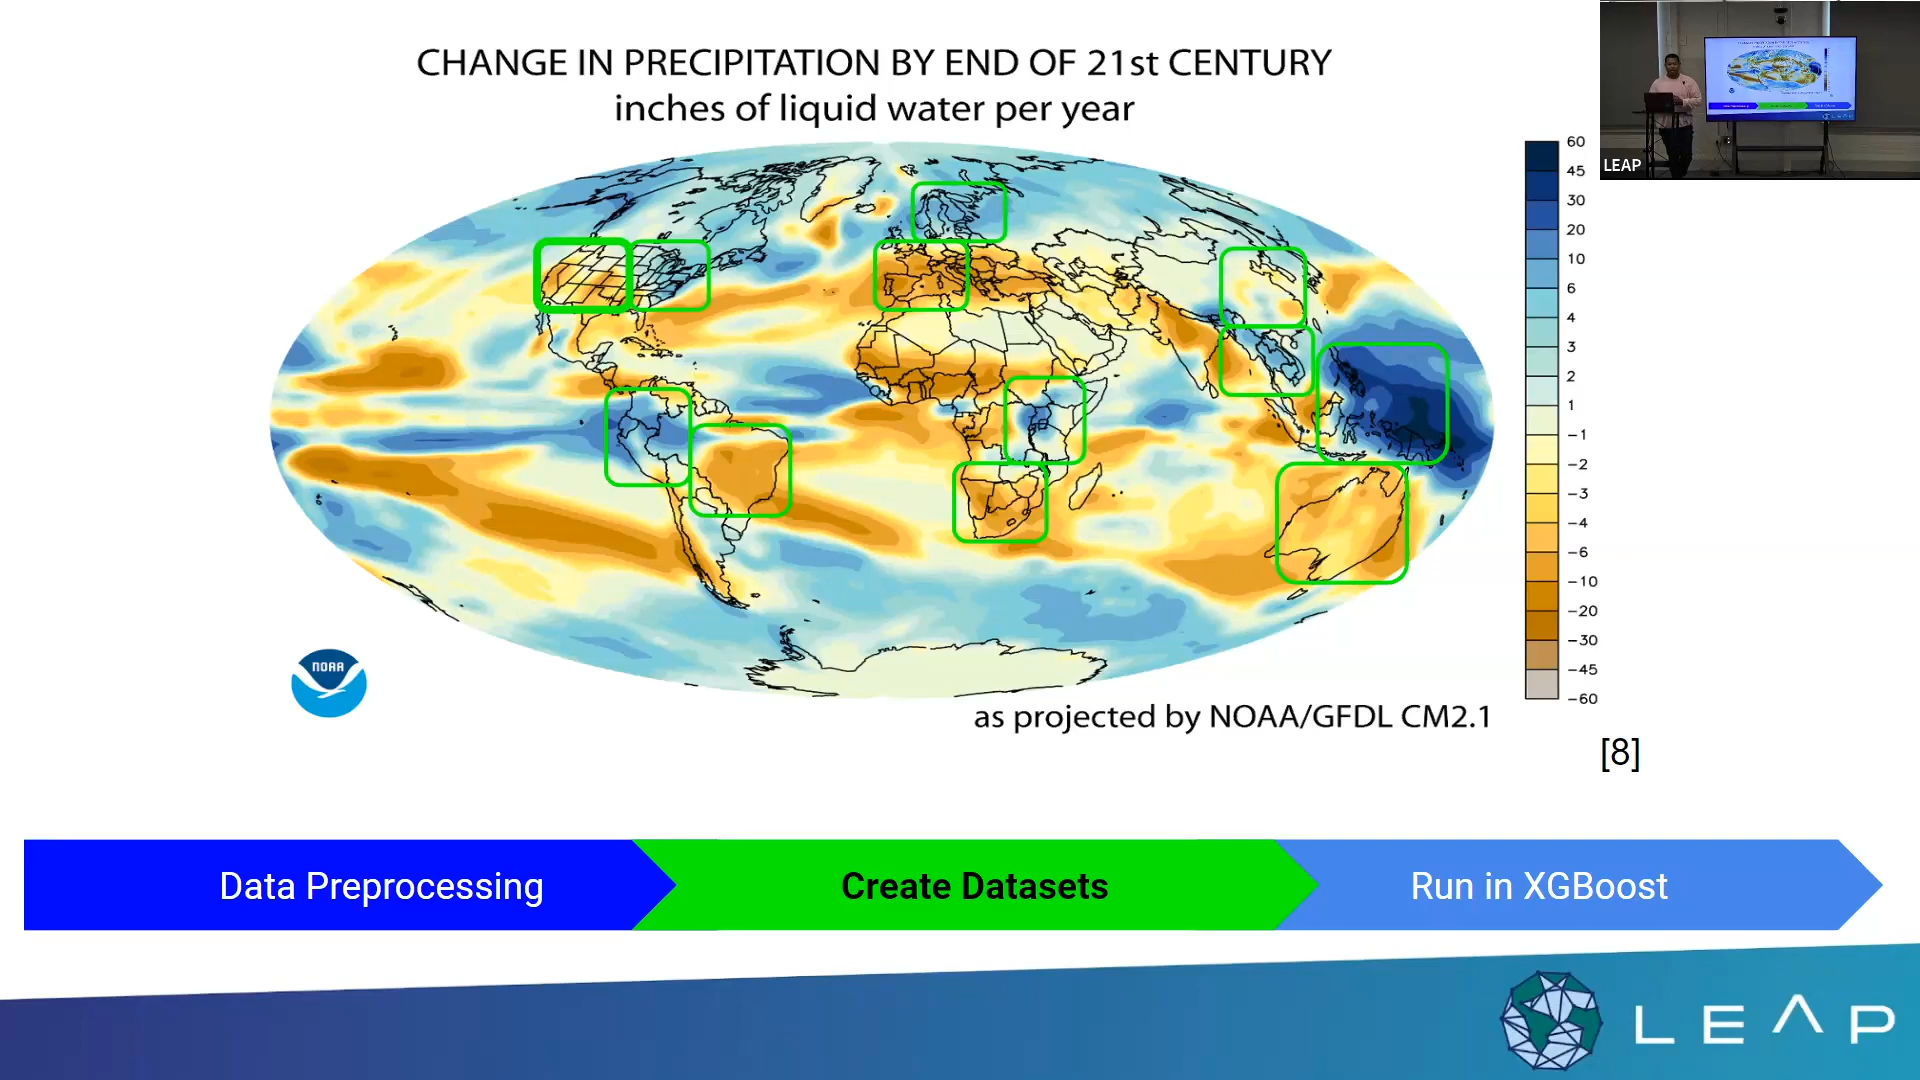 CHANGE IN PRECIPITATION BY END OF 21st CENTURY
inches of liquid water per year
LEAP
60
45
30
20
10
6
4
3
2
1
−1
−2
−3
−4
−6
−10
−20
−30
−45
−60
NOAA
as projected by NOAA/GFDL CM2.1
[8]
Data Preprocessing
Create Datasets
Run in XGBoost
LEAP